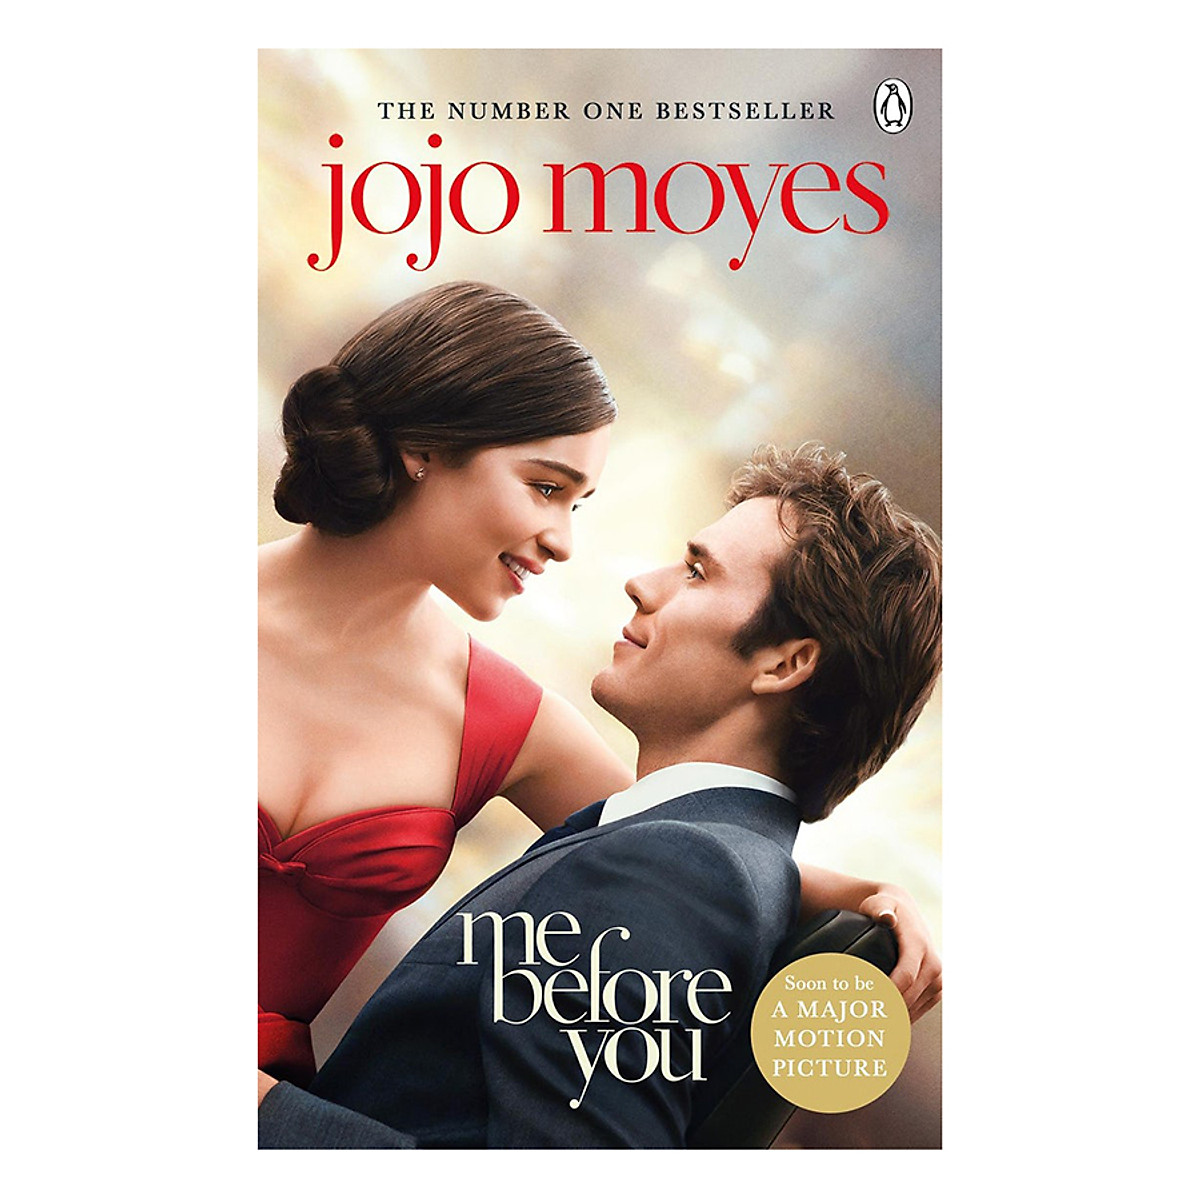 THE NUMBER ONE BESTSELLER
jojo moyes
me
before
you
Soon to be
A MAJOR
MOTION
PICTURE